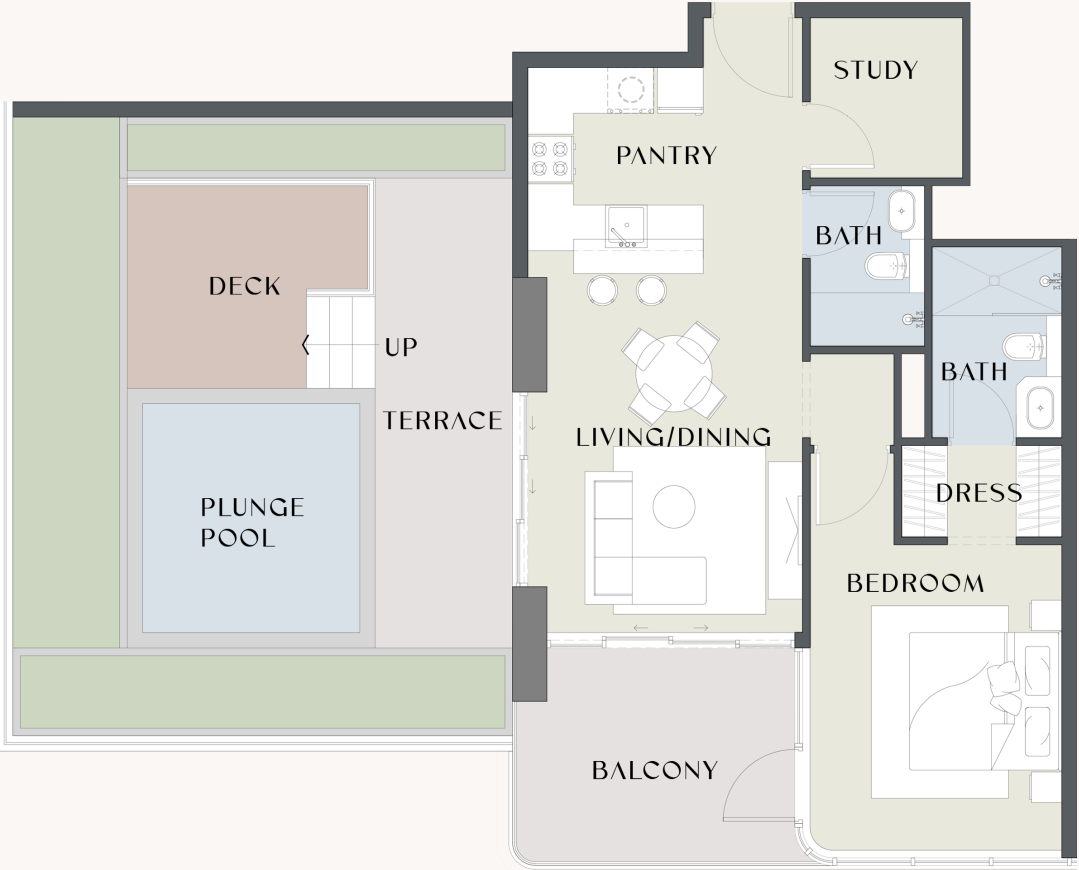 STUDY
PANTRY
BATH
DECK
UP
BATH
TERRACE
LIVING/DINING
DRESS
PLUNGE
POOL
BEDROOM
BALCONY